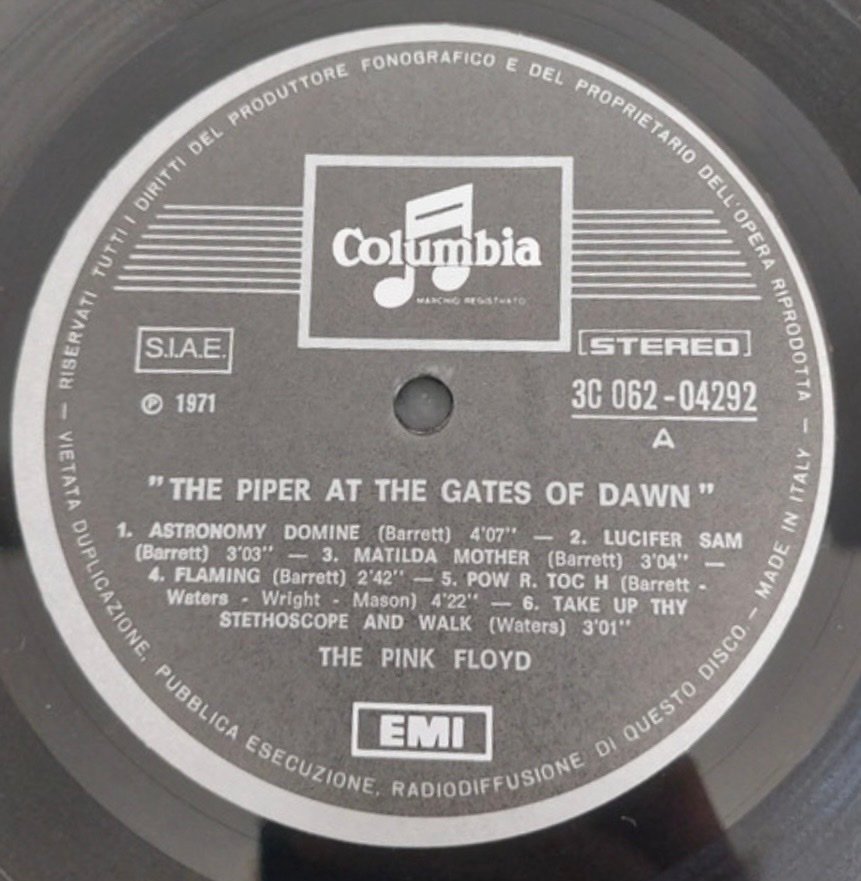 — RISERVATI TUTTI I DIRITTI DEL PRODUTTORE FONOGRAFICO E DEL PROPRIETARIO DELL'OPERA RIPRODOTTA —
Columbia
MARCHIO REGISTRATO
S.I.A.E.
STEREO
℗ 1971
3C 062-04292
A
"THE PIPER AT THE GATES OF DAWN"
1. ASTRONOMY DOMINE (Barrett) 4'07'' — 2. LUCIFER SAM
(Barrett) 3'03'' — 3. MATILDA MOTHER (Barrett) 3'04'' —
4. FLAMING (Barrett) 2'42'' — 5. POW R. TOC H (Barrett -
Waters - Wright - Mason) 4'22'' — 6. TAKE UP THY
STETHOSCOPE AND WALK (Waters) 3'01''
THE PINK FLOYD
EMI
VIETATA DUPLICAZIONE, PUBBLICA ESECUZIONE, RADIODIFFUSIONE DI QUESTO DISCO. — MADE IN ITALY —